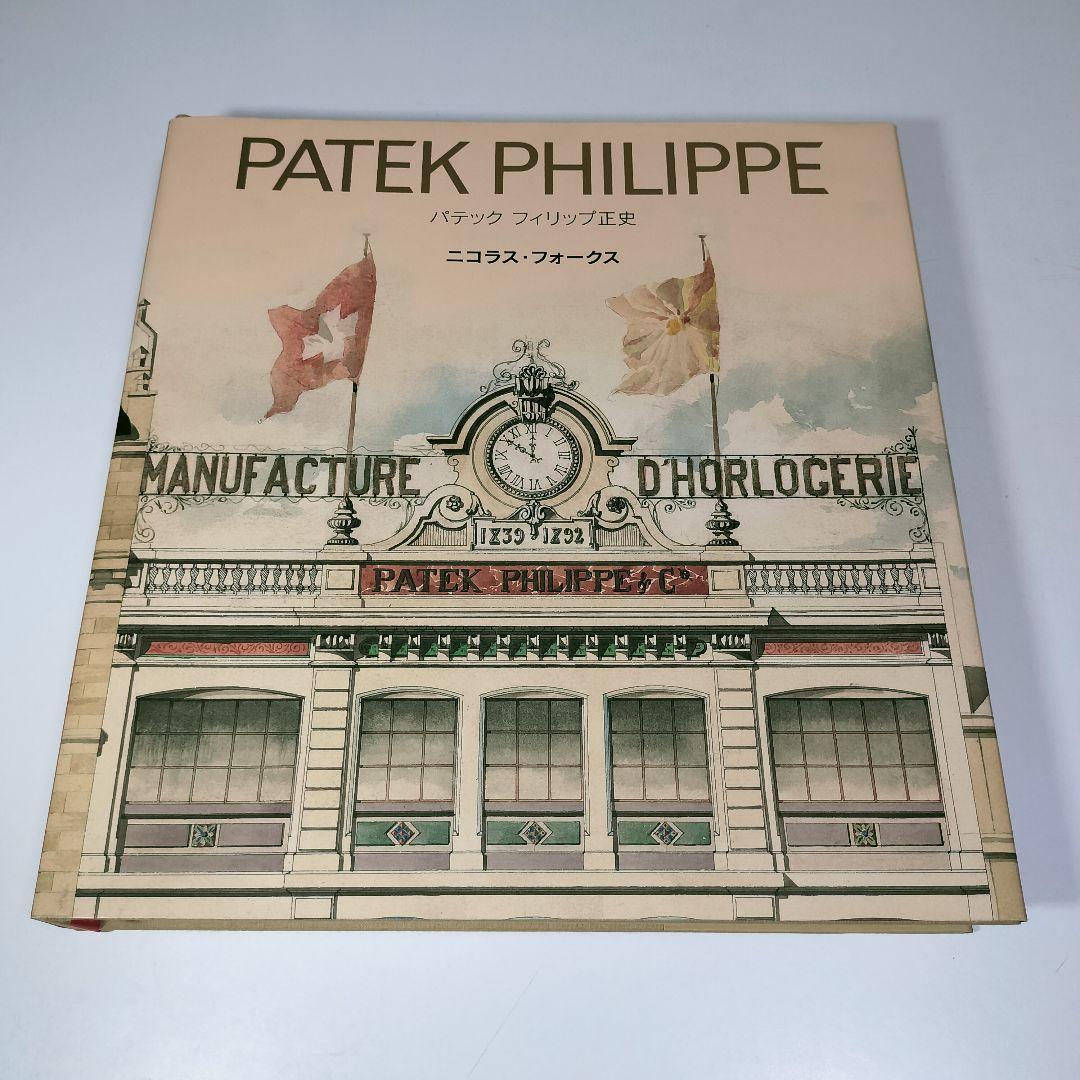 PATEK PHILIPPE
パテック フィリップ正史
ニコラス・フォークス
MANUFACTURE D'HORLOGERIE
1839 1892
PATEK PHILIPPE & Cº